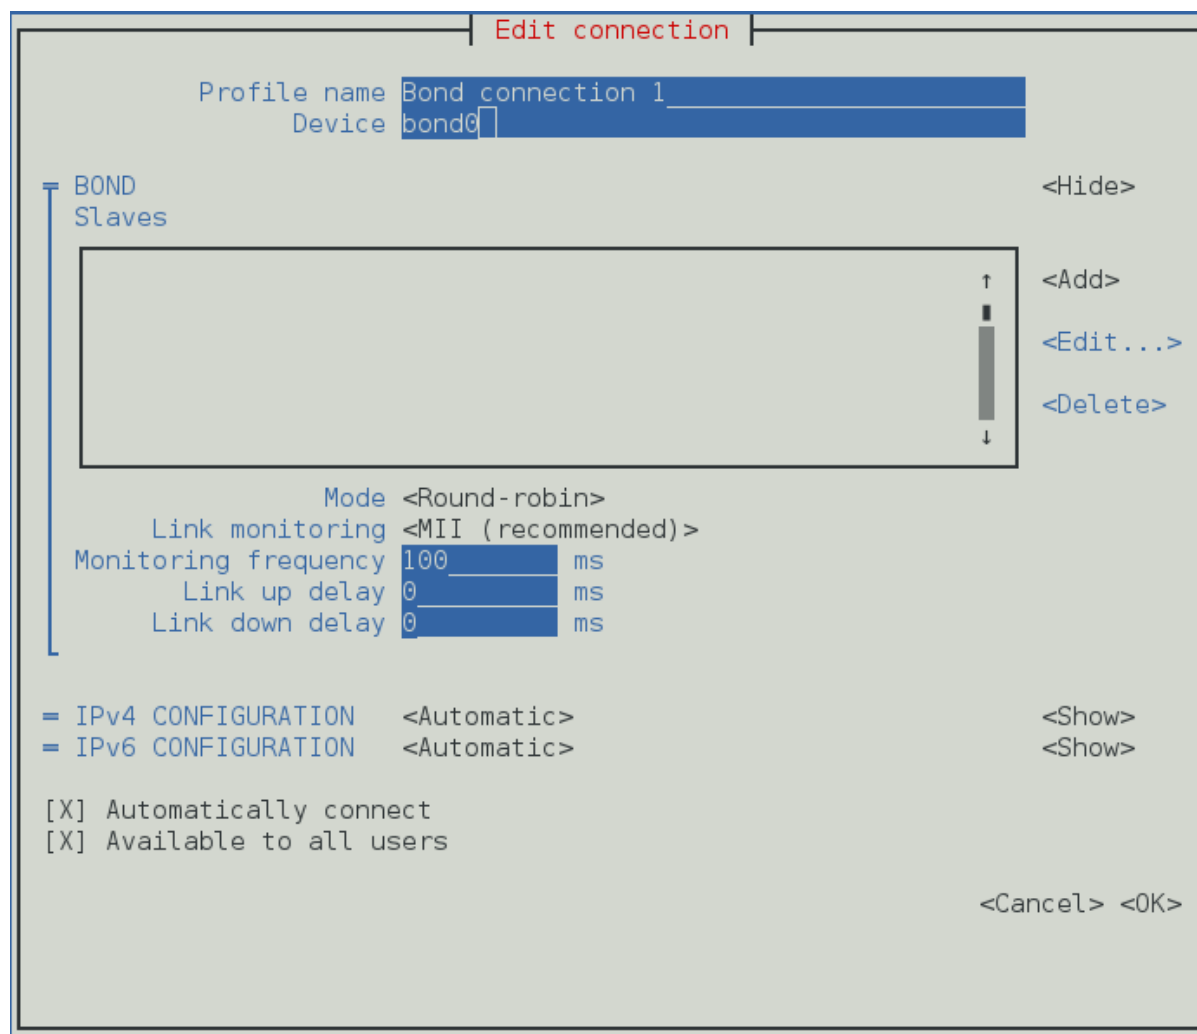 Edit connection
Profile name Bond connection 1
Device bond0
BOND <Hide>
Slaves
↑ <Add>
<Edit...>
<Delete>
↓
Mode <Round-robin>
Link monitoring <MII (recommended)>
Monitoring frequency 100 ms
Link up delay 0 ms
Link down delay 0 ms
= IPv4 CONFIGURATION <Automatic> <Show>
= IPv6 CONFIGURATION <Automatic> <Show>
[X] Automatically connect
[X] Available to all users
<Cancel> <OK>